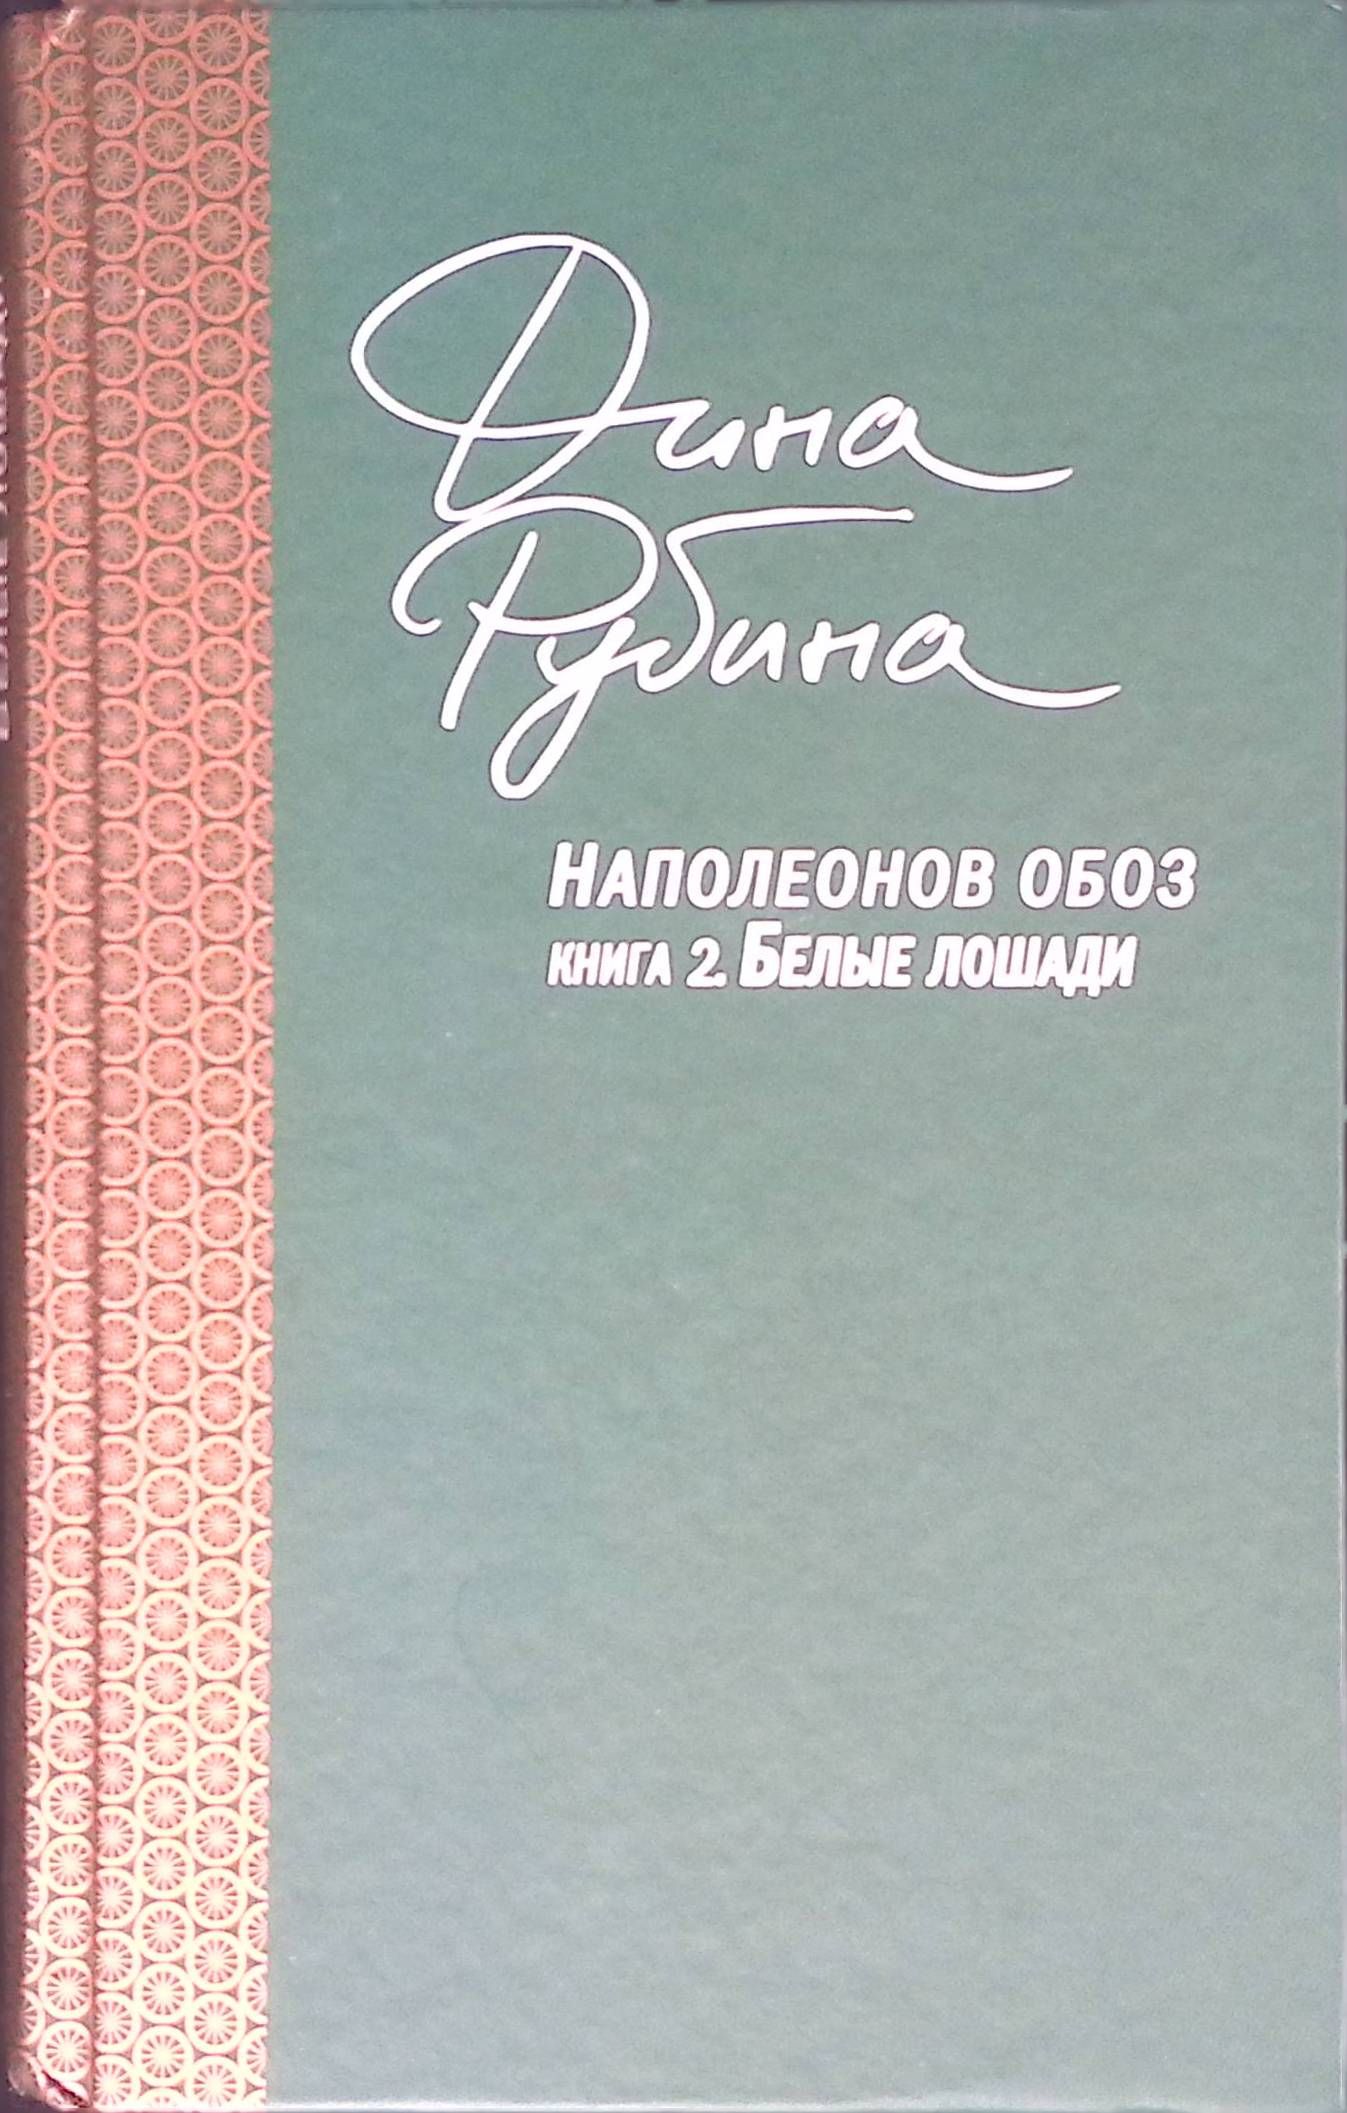 Дина
Рубина
Наполеонов обоз
книга 2. Белые лошади